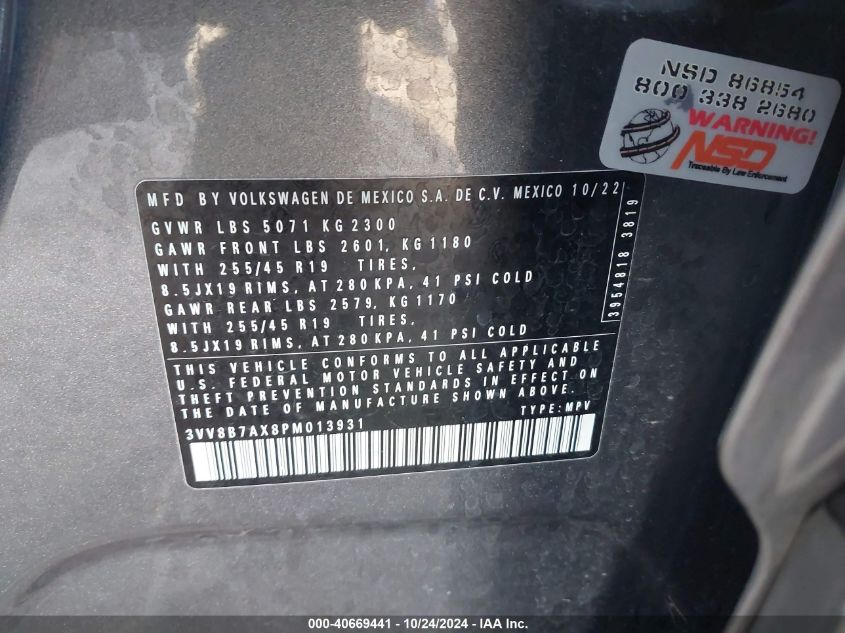 NSD 86854
800 338 2680
WARNING!
NSD
Traceable By Law Enforcement
MFD BY VOLKSWAGEN DE MEXICO S.A. DE C.V. MEXICO 10/22
GVWR LBS 5071 KG 2300
GAWR FRONT LBS 2601, KG 1180
WITH 255/45 R19 TIRES,
8.5JX19 RIMS, AT 280 KPA, 41 PSI COLD
GAWR REAR LBS 2579, KG 1170
WITH 255/45 R19 TIRES,
8.5JX19 RIMS, AT 280 KPA, 41 PSI COLD
3954818 3819
THIS VEHICLE CONFORMS TO ALL APPLICABLE
U.S. FEDERAL MOTOR VEHICLE SAFETY AND
THEFT PREVENTION STANDARDS IN EFFECT ON
THE DATE OF MANUFACTURE SHOWN ABOVE.
3VV8B7AX8PM013931 TYPE: MPV
000-40669441 - 10/24/2024 - IAA Inc.